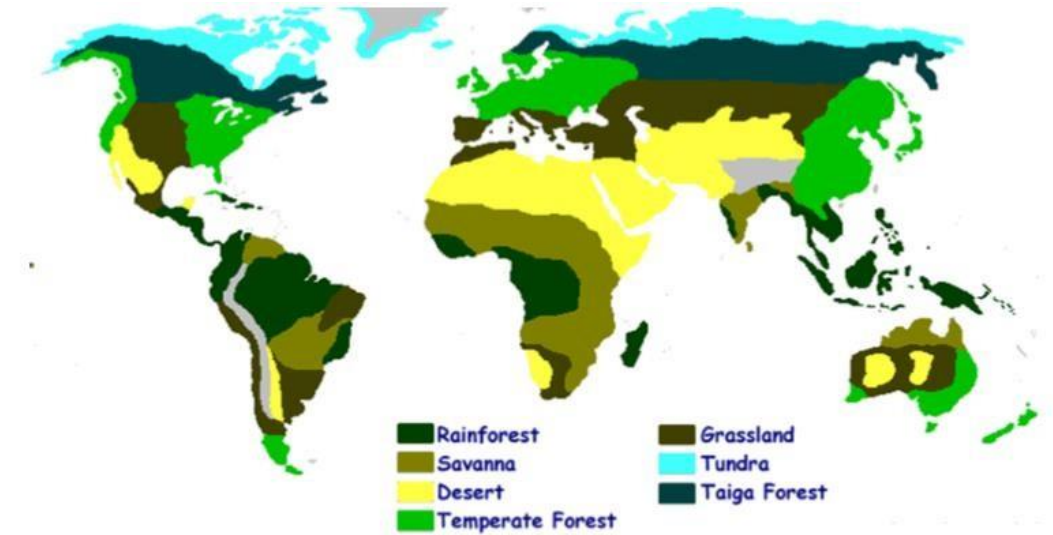 Rainforest
Savanna
Desert
Temperate Forest
Grassland
Tundra
Taiga Forest